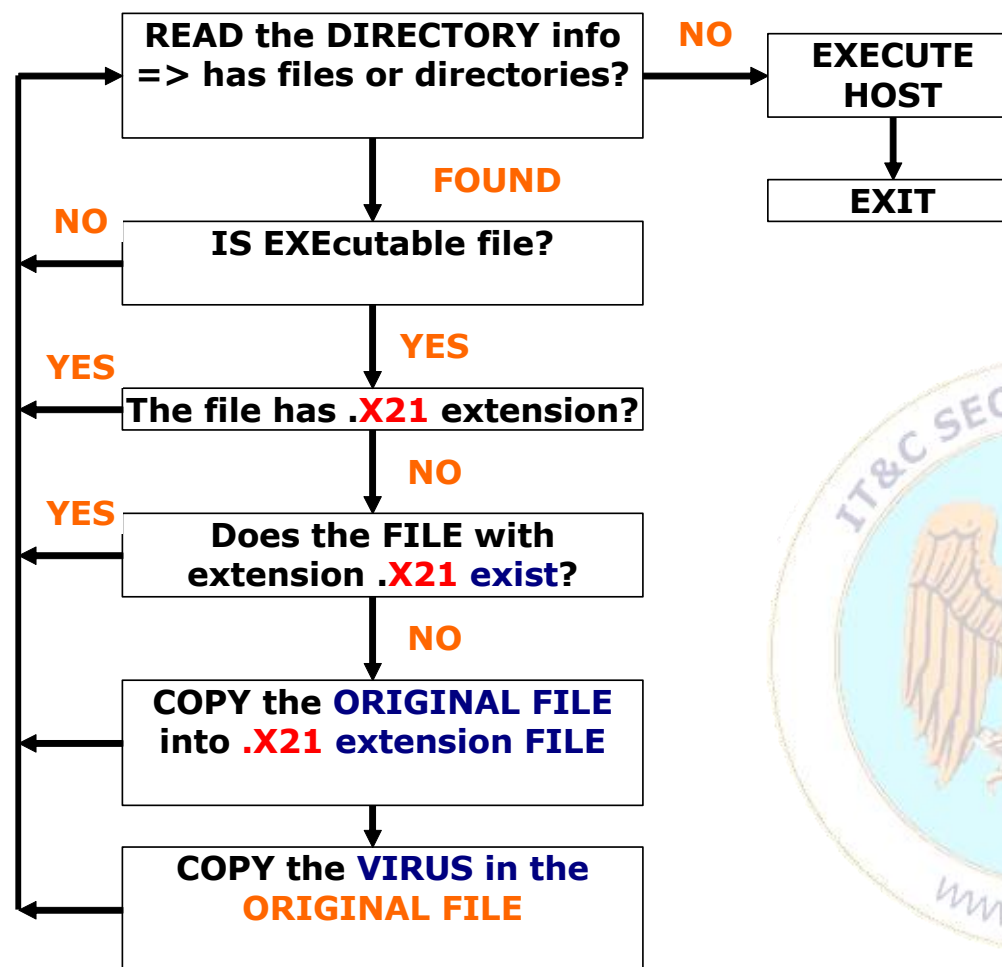 READ the DIRECTORY info
=> has files or directories?
NO
EXECUTE
HOST
FOUND
EXIT
NO
IS EXEcutable file?
YES
YES
The file has .X21 extension?
NO
YES
Does the FILE with
extension .X21 exist?
NO
COPY the ORIGINAL FILE
into .X21 extension FILE
COPY the VIRUS in the
ORIGINAL FILE
IT&C